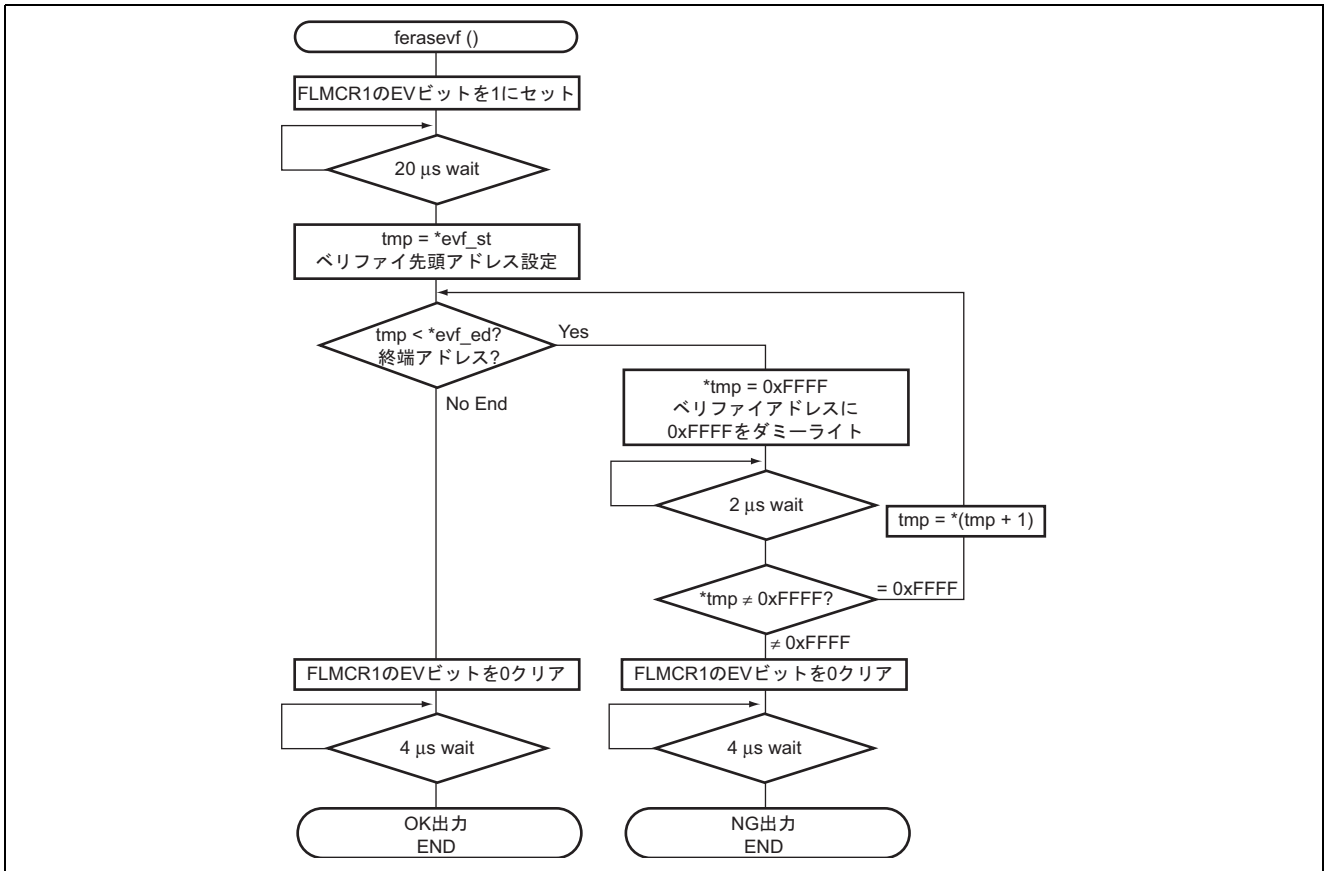 ferasevf ()
FLMCR1のEVビットを1にセット
20 μs wait
tmp = *evf_st
ベリファイ先頭アドレス設定
tmp < *evf_ed?
終端アドレス?
Yes
No End
*tmp = 0xFFFF
ベリファイアドレスに
0xFFFFをダミーライト
2 μs wait
tmp = *(tmp + 1)
*tmp ≠ 0xFFFF?
= 0xFFFF
≠ 0xFFFF
FLMCR1のEVビットを0クリア
FLMCR1のEVビットを0クリア
4 μs wait
4 μs wait
OK出力
END
NG出力
END